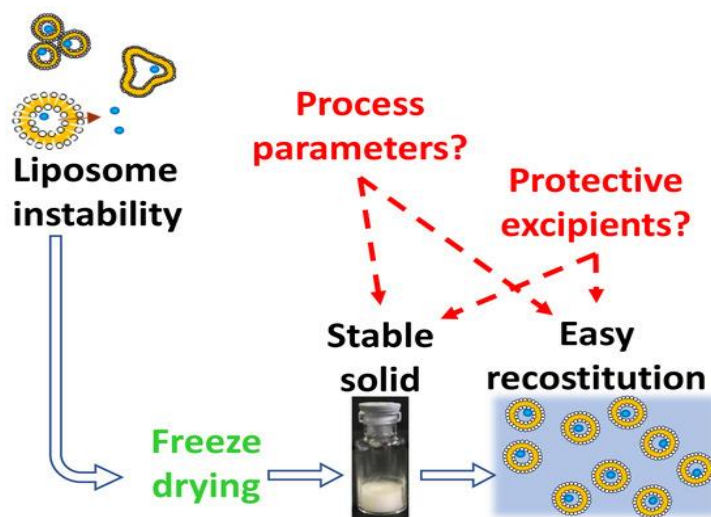 Process
parameters?
Liposome
instability
Protective
excipients?
Stable
solid
Easy
recostitution
Freeze
drying